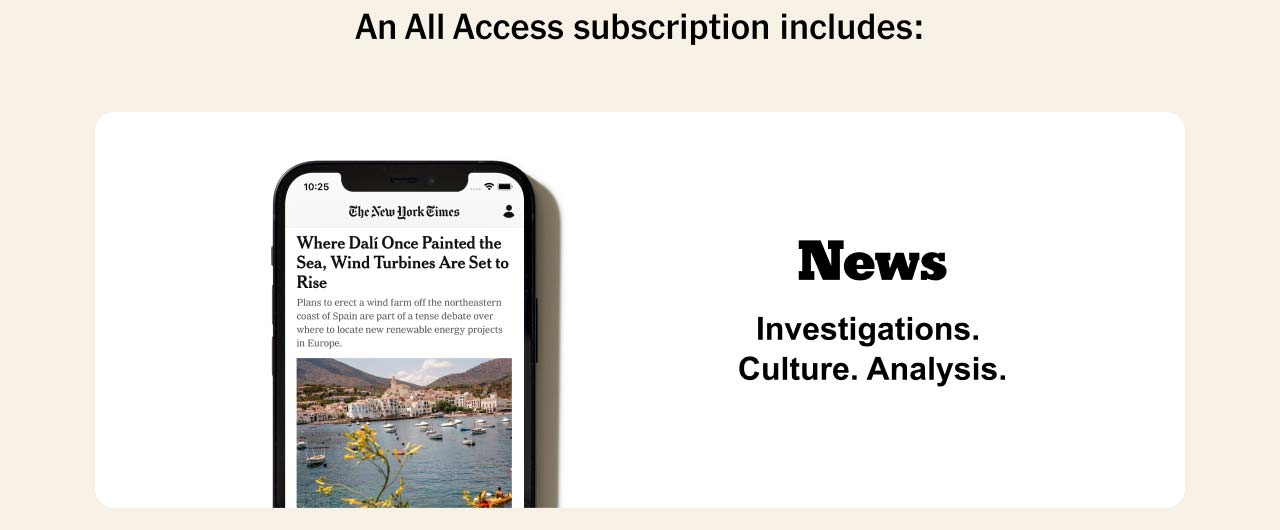 An All Access subscription includes:
10:25
The New York Times
Where Dalí Once Painted the
Sea, Wind Turbines Are Set to
Rise
Plans to erect a wind farm off the northeastern
coast of Spain are part of a tense debate over
where to locate new renewable energy projects
in Europe.
News
Investigations.
Culture. Analysis.